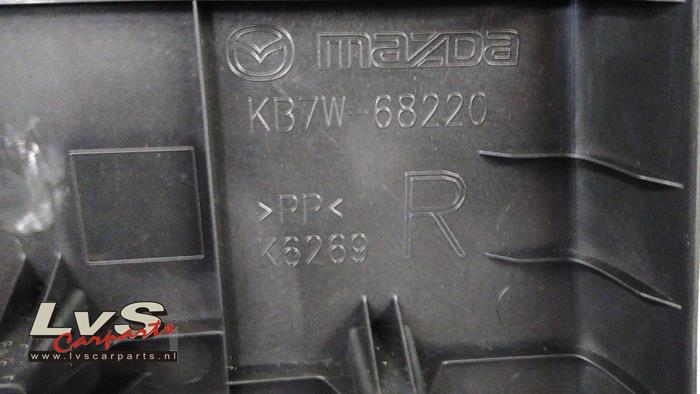 mazDa
KB7W-68220
>PP<
K6269
R
LvS
Carparts
www.lvscarparts.nl